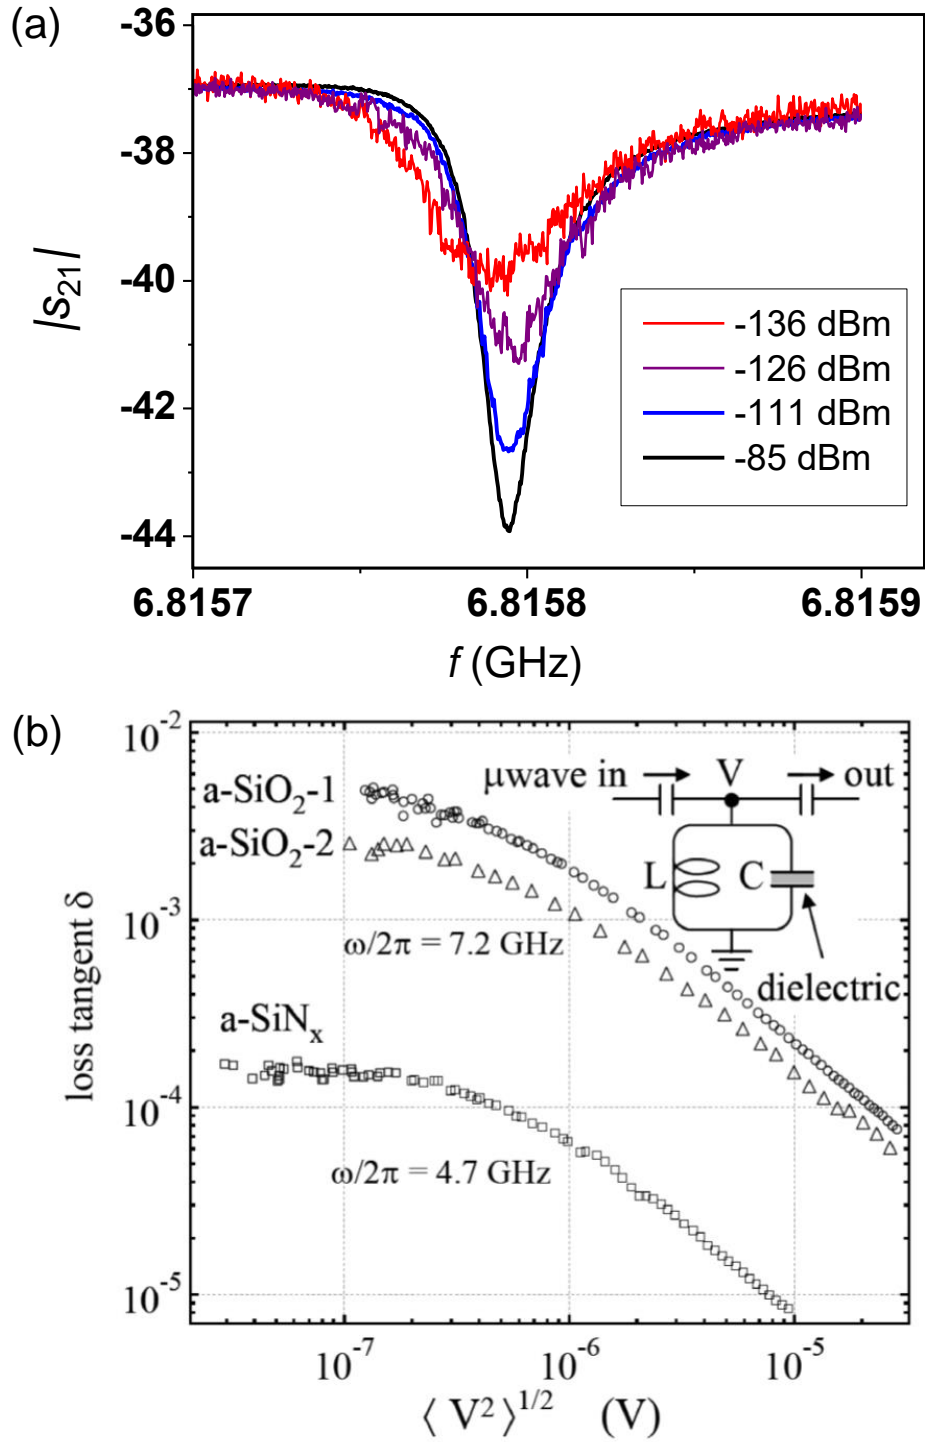 (a)
-36
-38
-40
-42
-44
|s21|
-136 dBm
-126 dBm
-111 dBm
-85 dBm
6.8157
6.8158
6.8159
f (GHz)
(b)
10-2
10-3
10-4
10-5
loss tangent δ
a-SiO2-1
a-SiO2-2
ω/2π = 7.2 GHz
a-SiNx
ω/2π = 4.7 GHz
μwave in
V
out
L
C
dielectric
10-7
10-6
10-5
⟨ V2 ⟩1/2 (V)